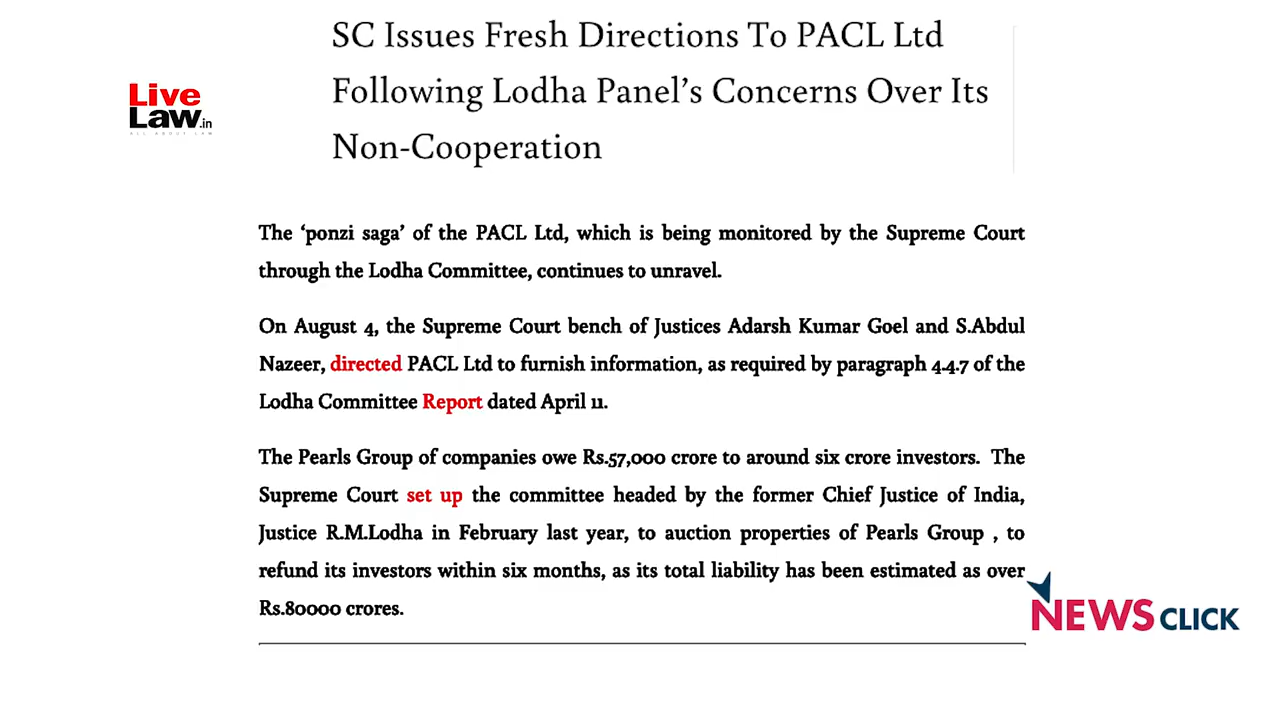 SC Issues Fresh Directions To PACL Ltd
Following Lodha Panel’s Concerns Over Its
Non-Cooperation
Live
Law.in
ALL ABOUT LAW
The ‘ponzi saga’ of the PACL Ltd, which is being monitored by the Supreme Court
through the Lodha Committee, continues to unravel.
On August 4, the Supreme Court bench of Justices Adarsh Kumar Goel and S.Abdul
Nazeer, directed PACL Ltd to furnish information, as required by paragraph 4.4.7 of the
Lodha Committee Report dated April 11.
The Pearls Group of companies owe Rs.57,000 crore to around six crore investors. The
Supreme Court set up the committee headed by the former Chief Justice of India,
Justice R.M.Lodha in February last year, to auction properties of Pearls Group , to
refund its investors within six months, as its total liability has been estimated as over
Rs.80000 crores.
NEWSCLICK